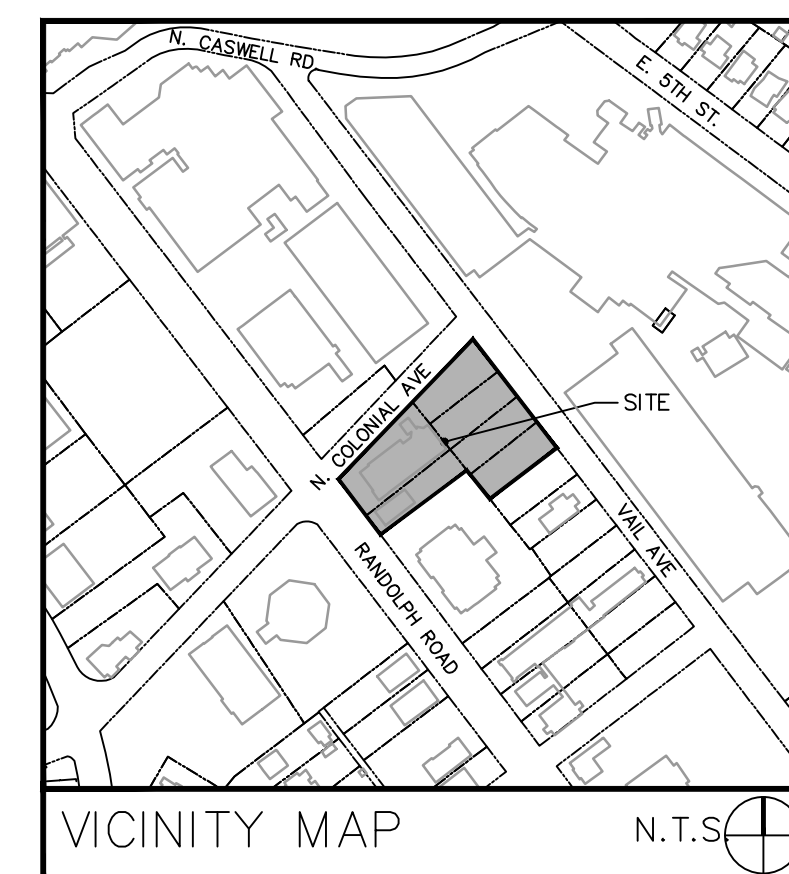 N. CASWELL RD
E. 5TH ST.
SITE
N. COLONIAL AVE
VAIL AVE
RANDOLPH ROAD
VICINITY MAP
N.T.S.